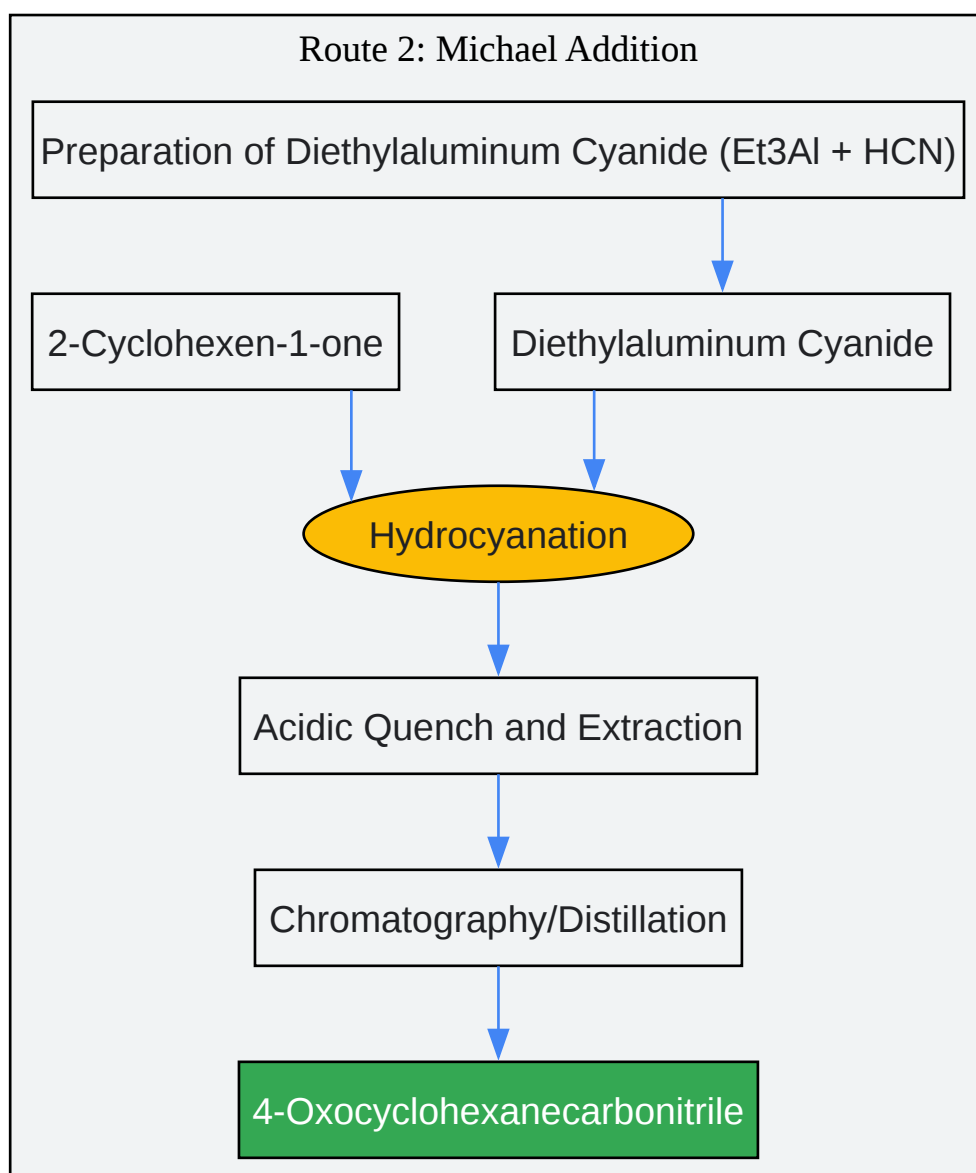 Route 2: Michael Addition
Preparation of Diethylaluminum Cyanide (Et3Al + HCN)
2-Cyclohexen-1-one
Diethylaluminum Cyanide
Hydrocyanation
Acidic Quench and Extraction
Chromatography/Distillation
4-Oxocyclohexanecarbonitrile